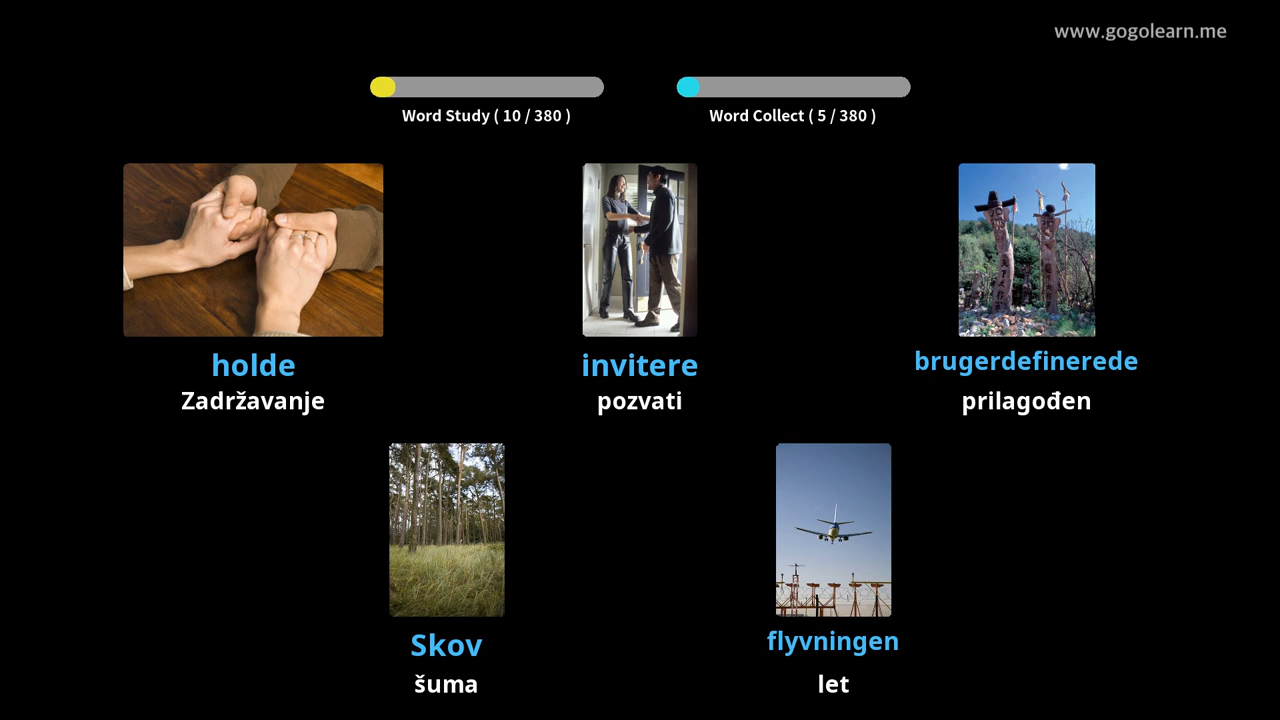 www.gogolearn.me
Word Study ( 10 / 380 )
Word Collect ( 5 / 380 )
holde
Zadržavanje
invitere
pozvati
brugerdefinerede
prilagođen
Skov
šuma
flyvningen
let